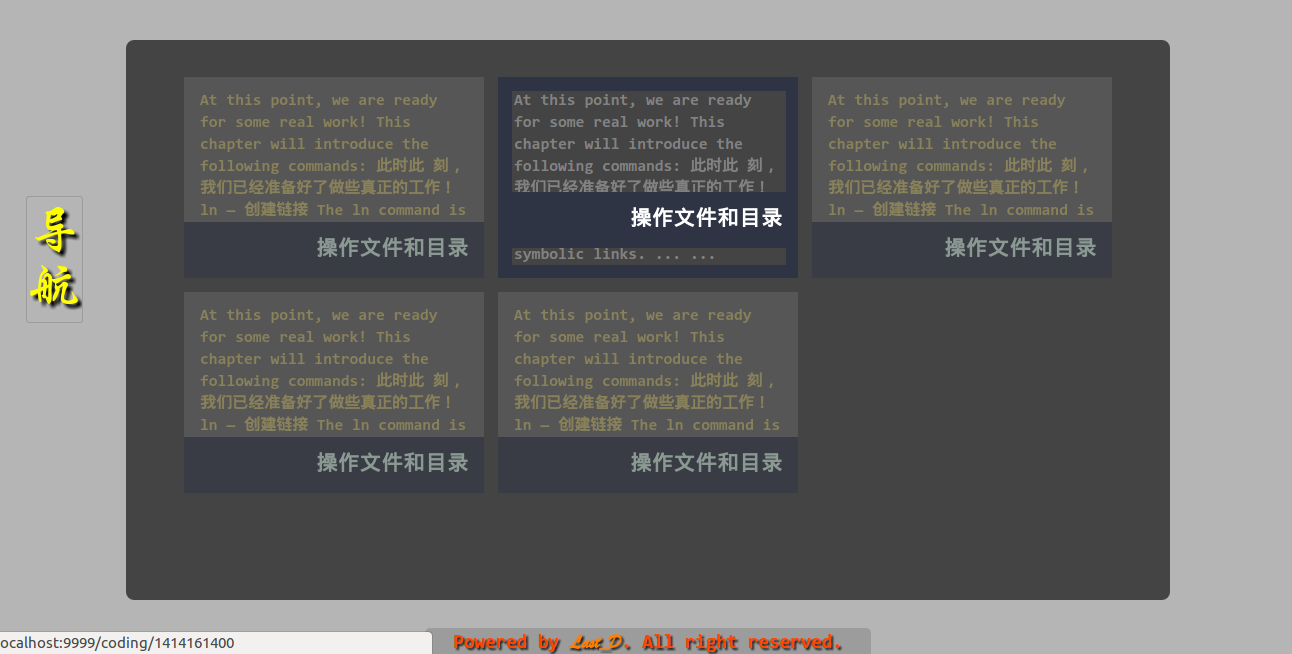 At this point, we are ready
for some real work! This
chapter will introduce the
following commands: 此时此 刻，
我们已经准备好了做些真正的工作！
ln — 创建链接 The ln command is
操作文件和目录
At this point, we are ready
for some real work! This
chapter will introduce the
following commands: 此时此 刻，
我们已经准备好了做些真正的工作！
操作文件和目录
symbolic links. ... ...
At this point, we are ready
for some real work! This
chapter will introduce the
following commands: 此时此 刻，
我们已经准备好了做些真正的工作！
ln — 创建链接 The ln command is
操作文件和目录
导
航
At this point, we are ready
for some real work! This
chapter will introduce the
following commands: 此时此 刻，
我们已经准备好了做些真正的工作！
ln — 创建链接 The ln command is
操作文件和目录
At this point, we are ready
for some real work! This
chapter will introduce the
following commands: 此时此 刻，
我们已经准备好了做些真正的工作！
ln — 创建链接 The ln command is
操作文件和目录
ocalhost:9999/coding/1414161400
Powered by Last_D. All right reserved.